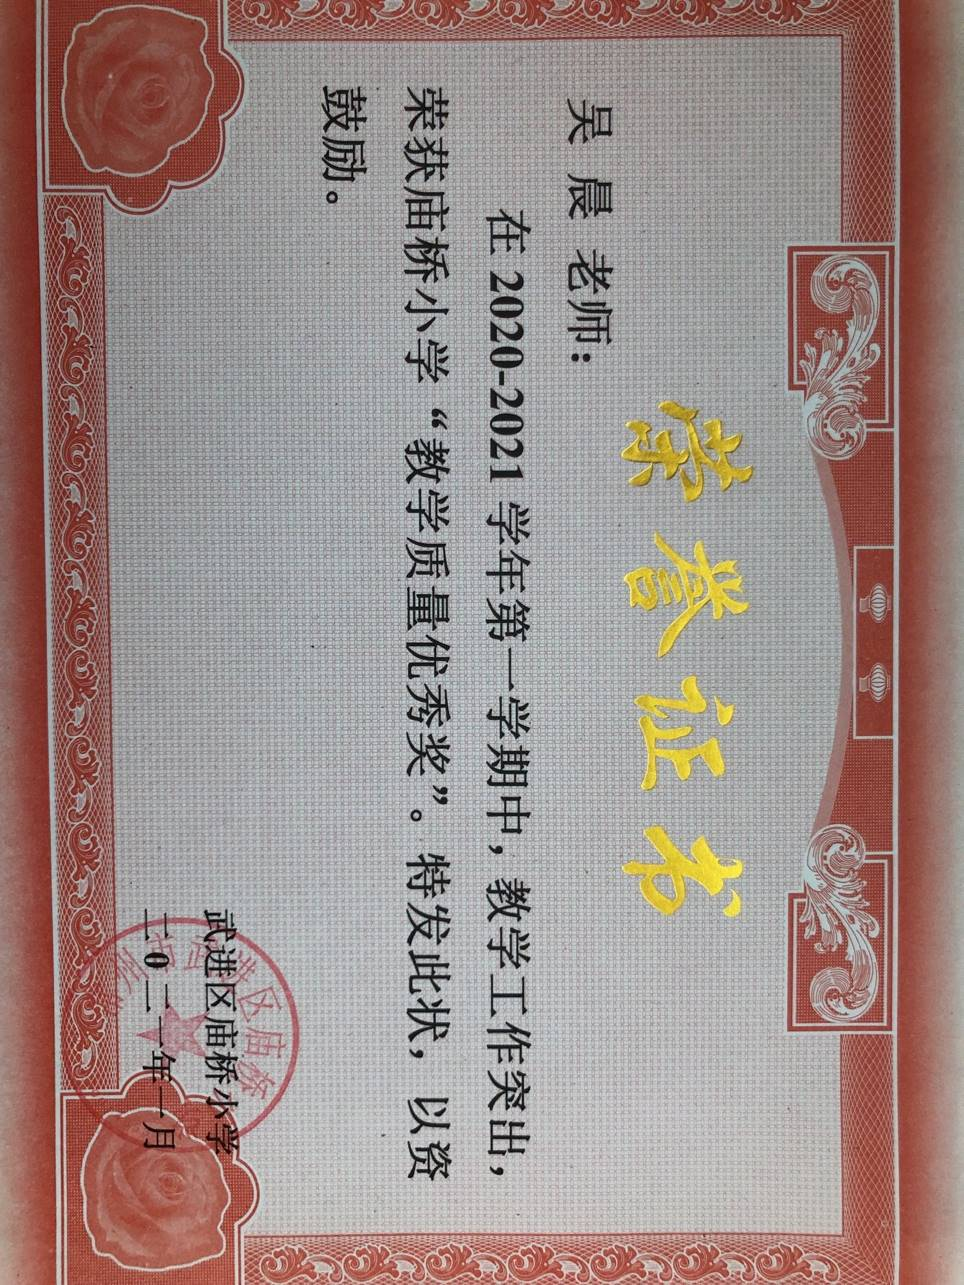 荣誉证书
吴 晨 老师：
在 2020-2021 学年第一学期中，教学工作突出，
荣获庙桥小学“教学质量优秀奖”。特发此状，以资
鼓励。
武进区庙桥小学
二0二一年一月